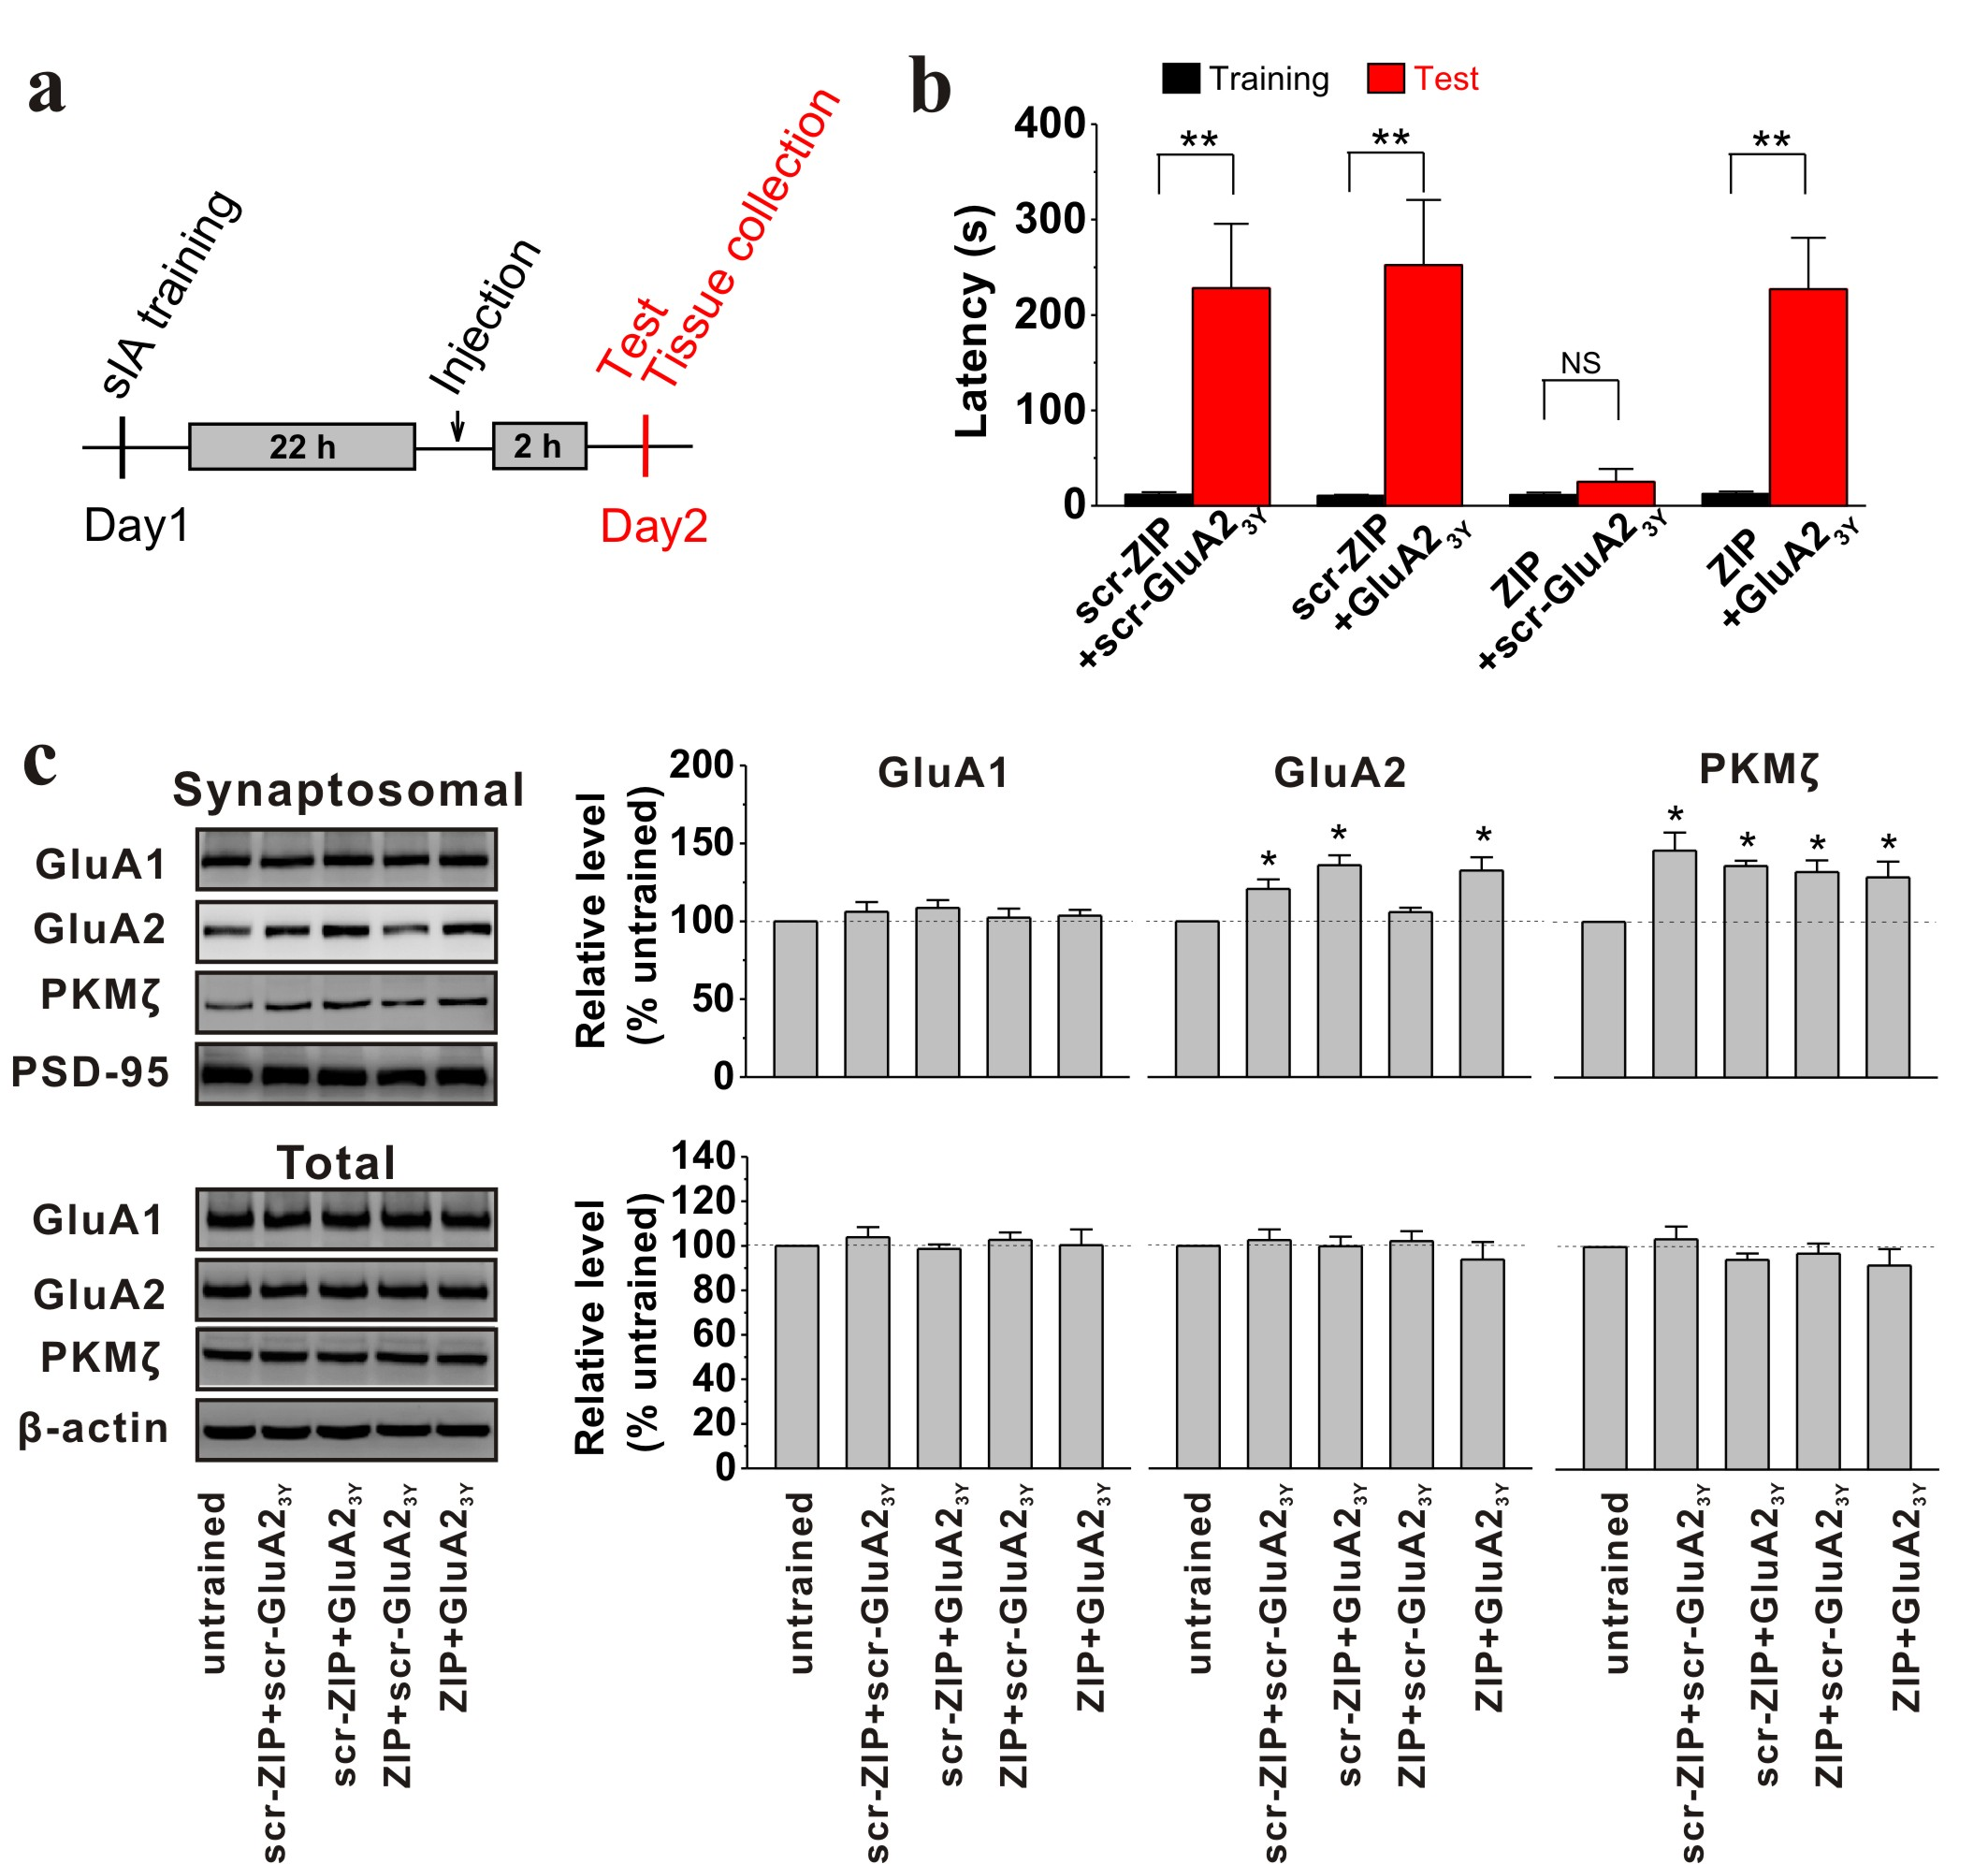 a
sIA training
Injection
Test
Tissue collection
22 h
2 h
Day1
Day2
b
Training
Test
Latency (s)
400
300
200
100
0
**
**
NS
**
scr-ZIP
+scr-GluA2 3Y
scr-ZIP
+GluA2 3Y
ZIP
+scr-GluA2 3Y
ZIP
+GluA2 3Y
c
Synaptosomal
GluA1
GluA2
PKMζ
PSD-95
Total
GluA1
GluA2
PKMζ
β-actin
untrained
scr-ZIP+scr-GluA2 3Y
scr-ZIP+GluA2 3Y
ZIP+scr-GluA2 3Y
ZIP+GluA2 3Y
Relative level
(% untrained)
200
150
100
50
0
GluA1
GluA2
* * *
PKMζ
* * * *
Relative level
(% untrained)
140
120
100
80
60
40
20
0
untrained
scr-ZIP+scr-GluA2 3Y
scr-ZIP+GluA2 3Y
ZIP+scr-GluA2 3Y
ZIP+GluA2 3Y
untrained
scr-ZIP+scr-GluA2 3Y
scr-ZIP+GluA2 3Y
ZIP+scr-GluA2 3Y
ZIP+GluA2 3Y
untrained
scr-ZIP+scr-GluA2 3Y
scr-ZIP+GluA2 3Y
ZIP+scr-GluA2 3Y
ZIP+GluA2 3Y